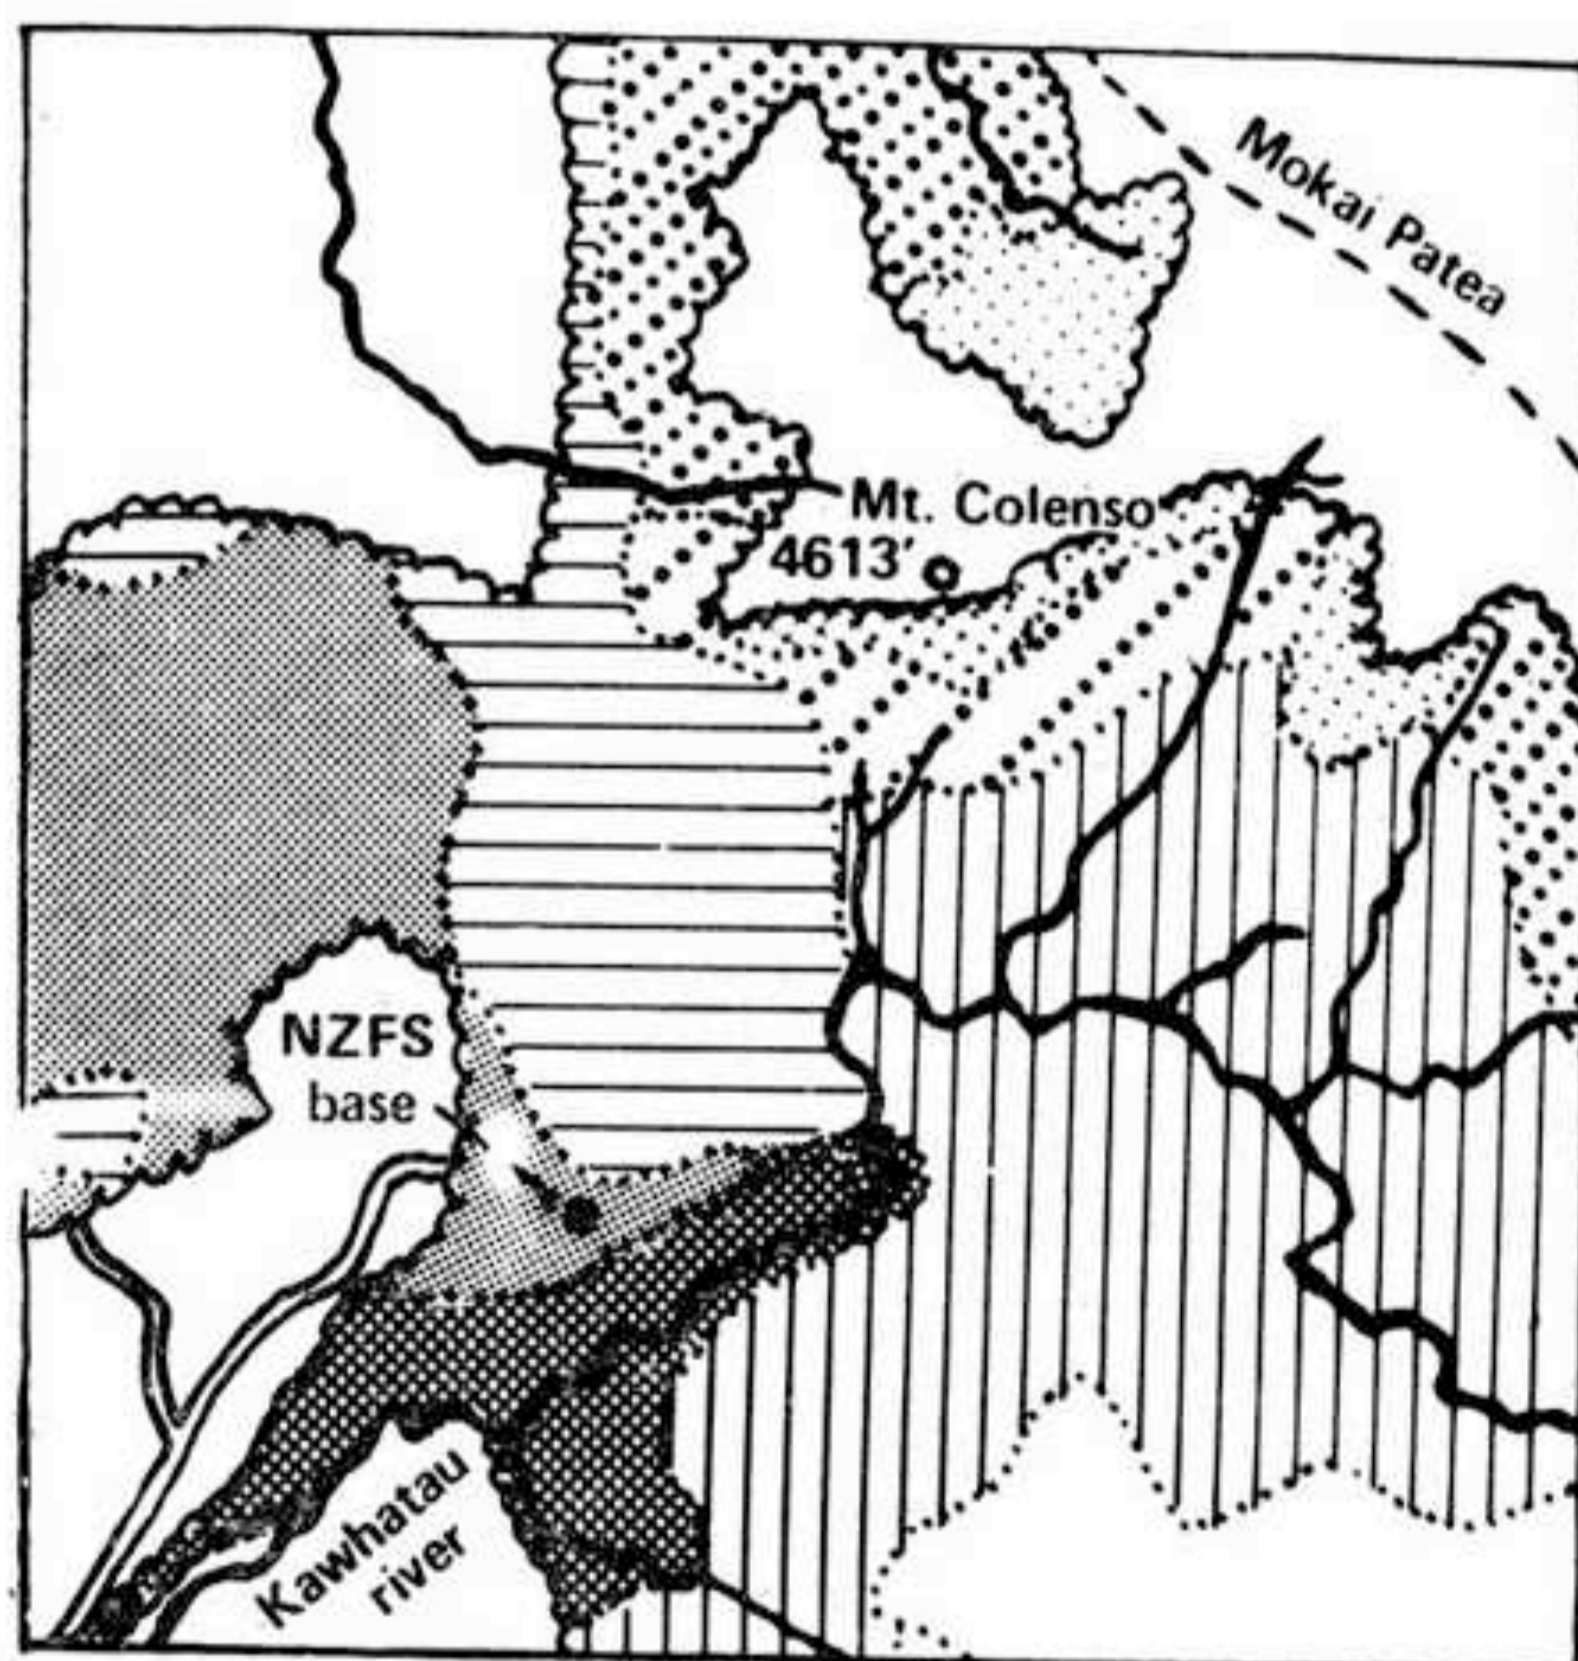 Mokai Patea
Mt. Colenso
4613'
NZFS
base
Kawhatau
river